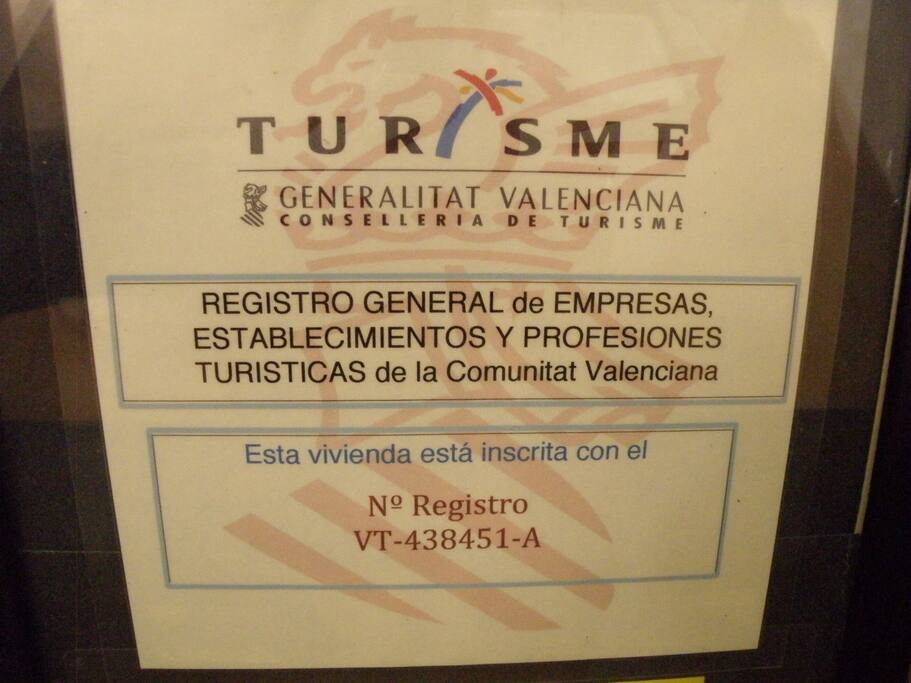 TURISME
GENERALITAT VALENCIANA
CONSELLERIA DE TURISME
REGISTRO GENERAL de EMPRESAS,
ESTABLECIMIENTOS Y PROFESIONES
TURISTICAS de la Comunitat Valenciana
Esta vivienda está inscrita con el
Nº Registro
VT-438451-A